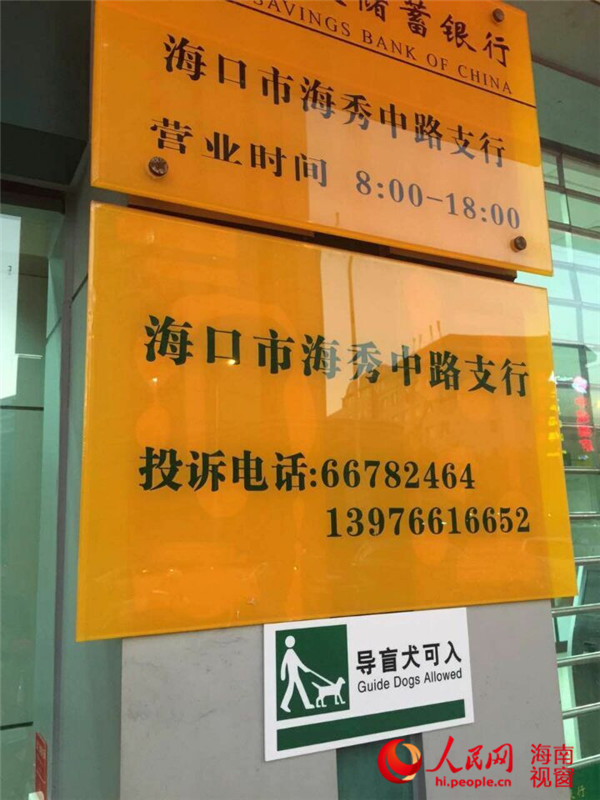 储蓄银行
SAVINGS BANK OF CHINA
海口市海秀中路支行
营业时间 8:00-18:00
海口市海秀中路支行
投诉电话:66782464
13976616652
导盲犬可入
Guide Dogs Allowed
人民网 海南视窗
hi.people.cn